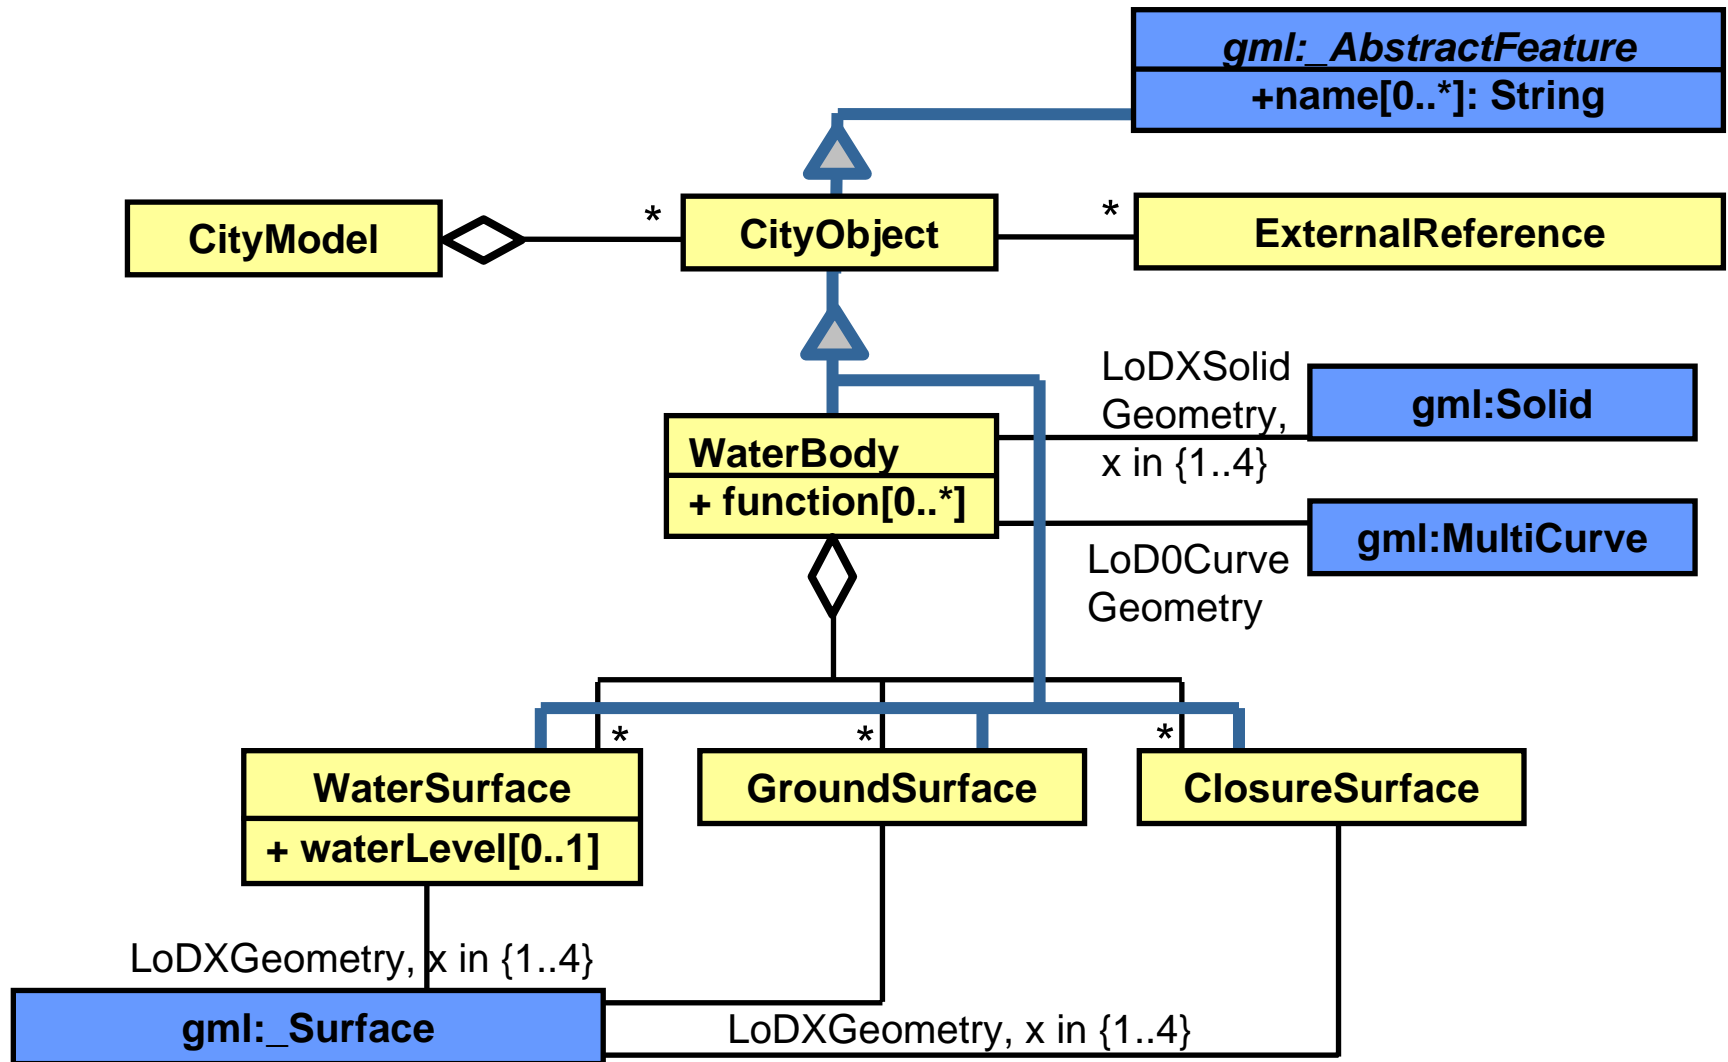 gml:_AbstractFeature
+name[0..*]: String
CityModel
*
CityObject
*
ExternalReference
LoDXSolid
Geometry,
x in {1..4}
gml:Solid
WaterBody
+ function[0..*]
gml:MultiCurve
LoD0Curve
Geometry
*
*
*
WaterSurface
+ waterLevel[0..1]
GroundSurface
ClosureSurface
LoDXGeometry, x in {1..4}
gml:_Surface
LoDXGeometry, x in {1..4}